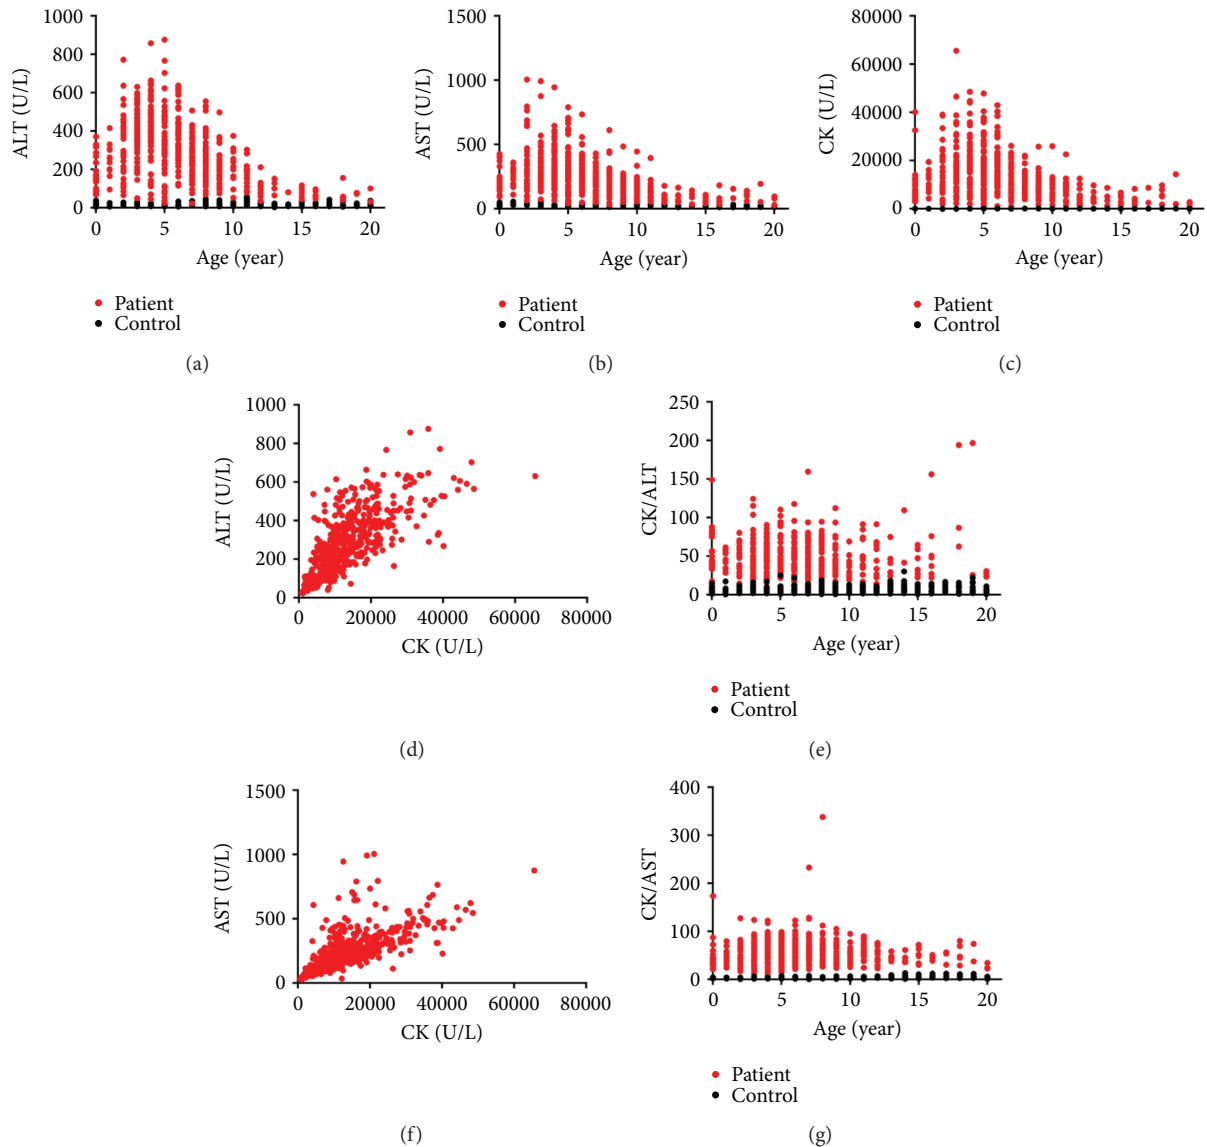 1000
800
600
400
200
0
ALT (U/L)
0 5 10 15 20
Age (year)
Patient
Control
(a)
1500
1000
500
0
AST (U/L)
0 5 10 15 20
Age (year)
Patient
Control
(b)
80000
60000
40000
20000
0
CK (U/L)
0 5 10 15 20
Age (year)
Patient
Control
(c)
1000
800
600
400
200
0
ALT (U/L)
0 20000 40000 60000 80000
CK (U/L)
(d)
250
200
150
100
50
0
CK/ALT
0 5 10 15 20
Age (year)
Patient
Control
(e)
1500
1000
500
0
AST (U/L)
0 20000 40000 60000 80000
CK (U/L)
(f)
400
300
200
100
0
CK/AST
0 5 10 15 20
Age (year)
Patient
Control
(g)